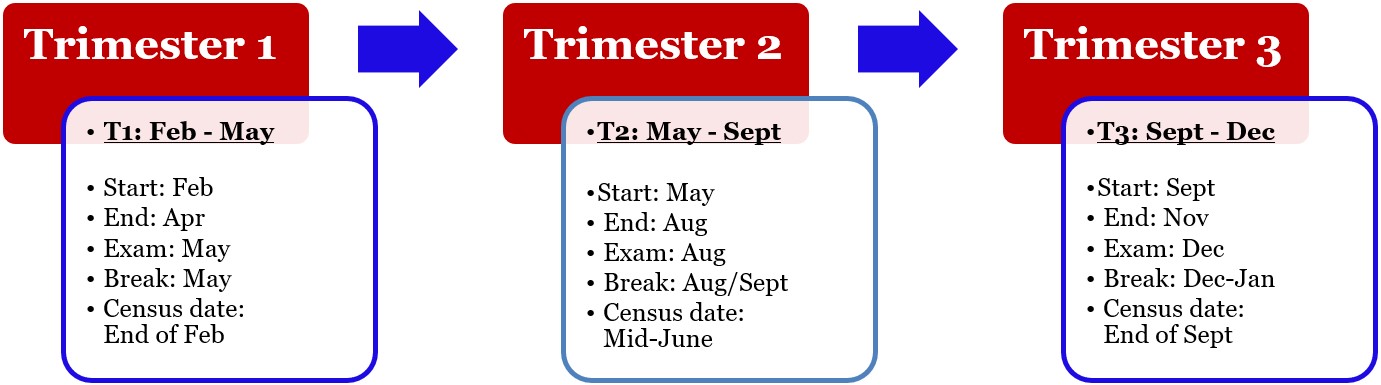 Trimester 1
• T1: Feb - May
• Start: Feb
• End: Apr
• Exam: May
• Break: May
• Census date:
End of Feb
Trimester 2
•T2: May - Sept
•Start: May
• End: Aug
• Exam: Aug
• Break: Aug/Sept
• Census date:
Mid-June
Trimester 3
•T3: Sept - Dec
•Start: Sept
• End: Nov
• Exam: Dec
• Break: Dec-Jan
• Census date:
End of Sept